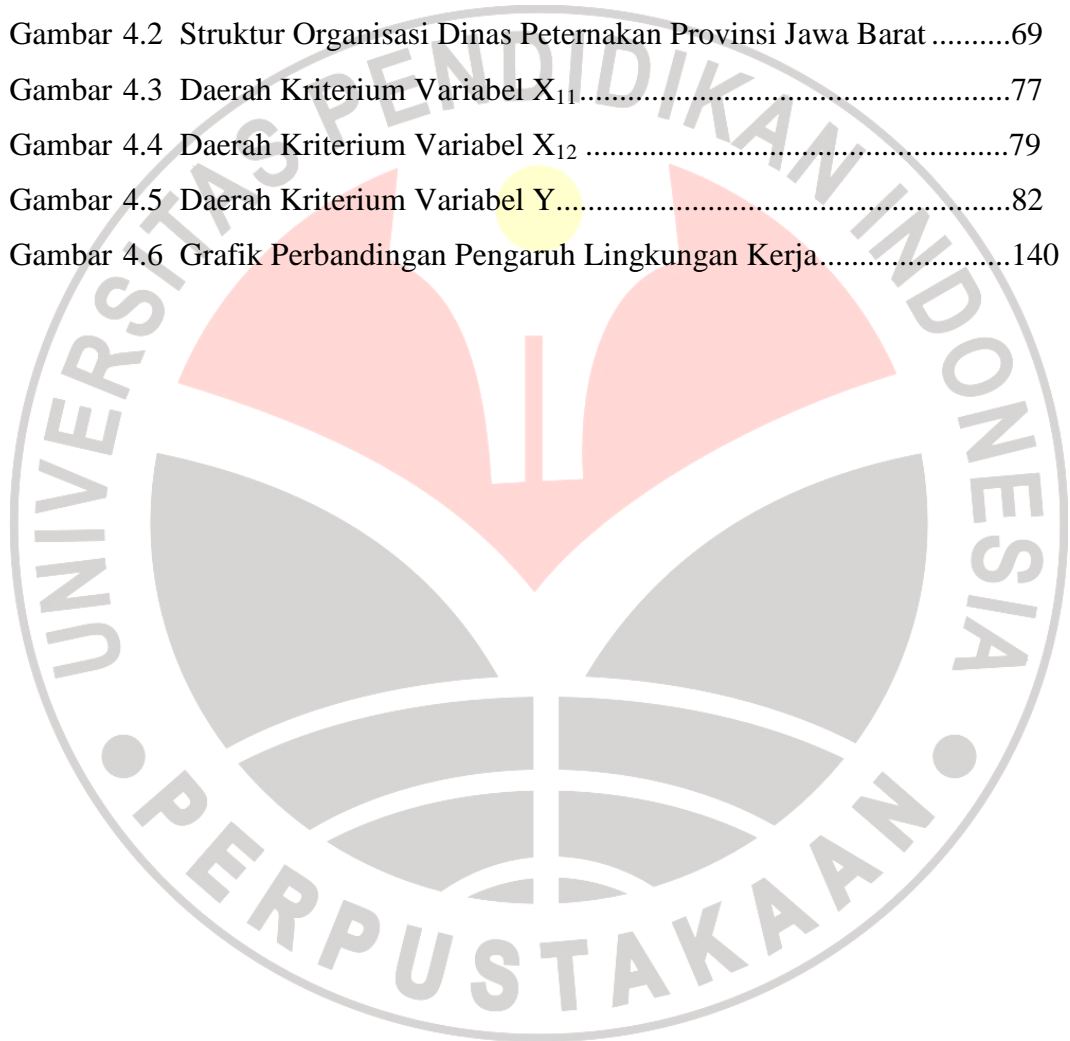 Gambar 4.2 Struktur Organisasi Dinas Peternakan Provinsi Jawa Barat ..........69
Gambar 4.3 Daerah Kriterium Variabel X₁₁......................................................77
Gambar 4.4 Daerah Kriterium Variabel X₁₂ .....................................................79
Gambar 4.5 Daerah Kriterium Variabel Y.........................................................82
Gambar 4.6 Grafik Perbandingan Pengaruh Lingkungan Kerja.......................140
UNIVERSITAS PENDIDIKAN INDONESIA
PERPUSTAKAAN